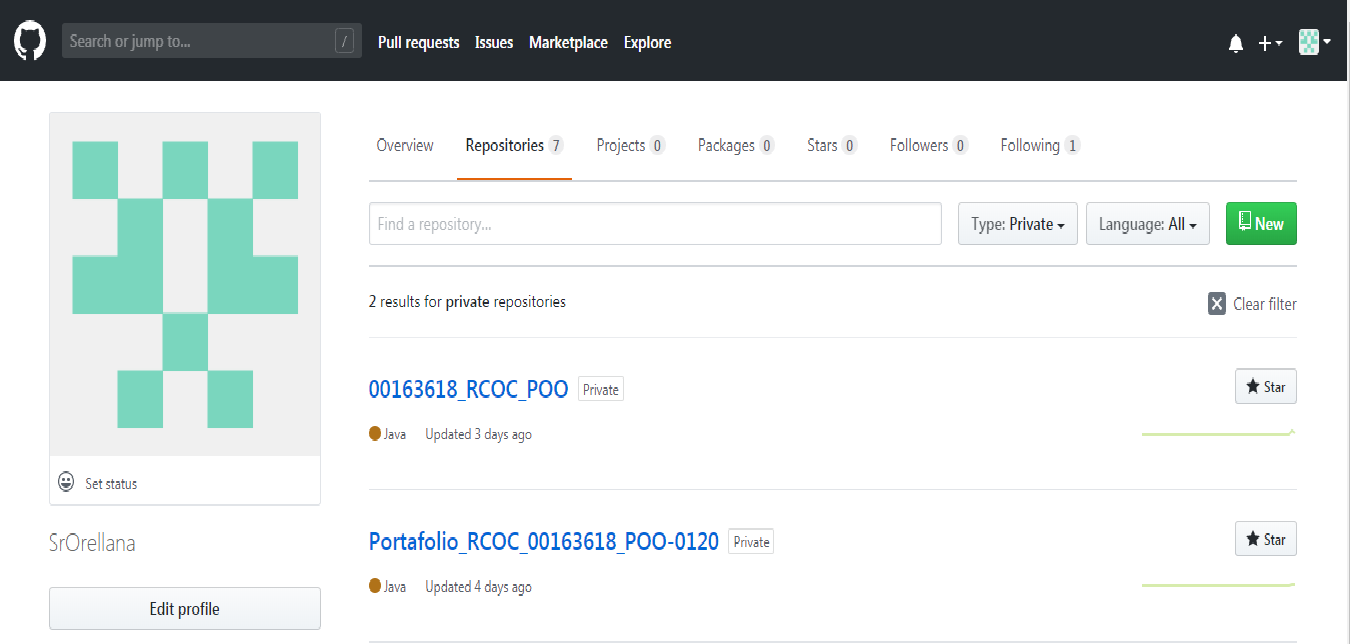 Search or jump to... /
Pull requests Issues Marketplace Explore
Overview Repositories 7 Projects 0 Packages 0 Stars 0 Followers 0 Following 1
Find a repository... Type: Private Language: All New
2 results for private repositories Clear filter
00163618_RCOC_POO Private Star
Java Updated 3 days ago
Set status
Portafolio_RCOC_00163618_POO-0120 Private Star
SrOrellana
Java Updated 4 days ago
Edit profile